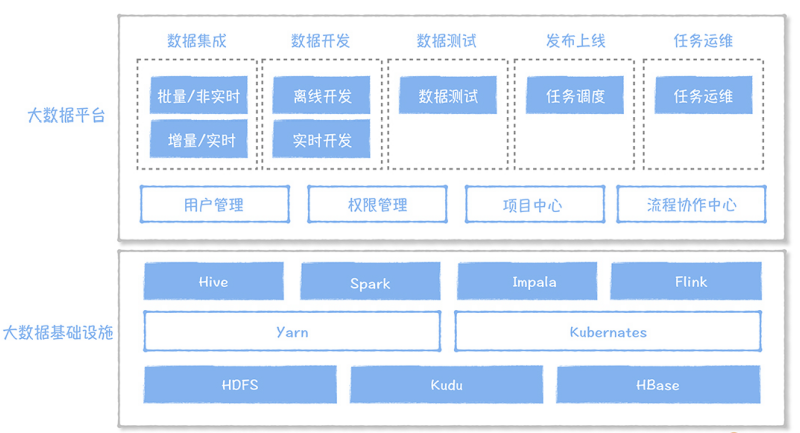 数据集成
数据开发
数据测试
发布上线
任务运维
大数据平台
批量/非实时
离线开发
数据测试
任务调度
任务运维
增量/实时
实时开发
用户管理
权限管理
项目中心
流程协作中心
大数据基础设施
Hive
Spark
Impala
Flink
Yarn
Kubernates
HDFS
Kudu
HBase